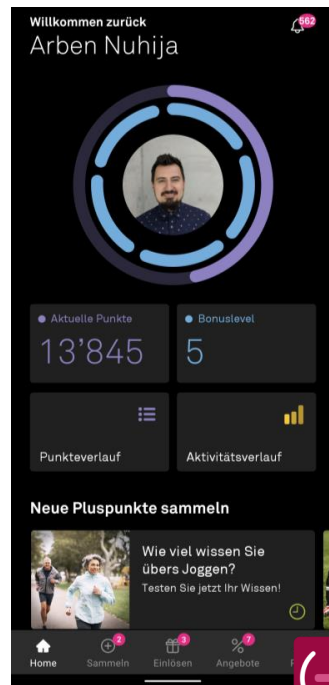 Willkommen zurück
562
Arben Nuhija
Aktuelle Punkte
13'845
Bonuslevel
5
Punkteverlauf
Aktivitätsverlauf
Neue Pluspunkte sammeln
Wie viel wissen Sie
übers Joggen?
Testen Sie jetzt Ihr Wissen!
2
3
7
Home
Sammeln
Einlösen
Angebote